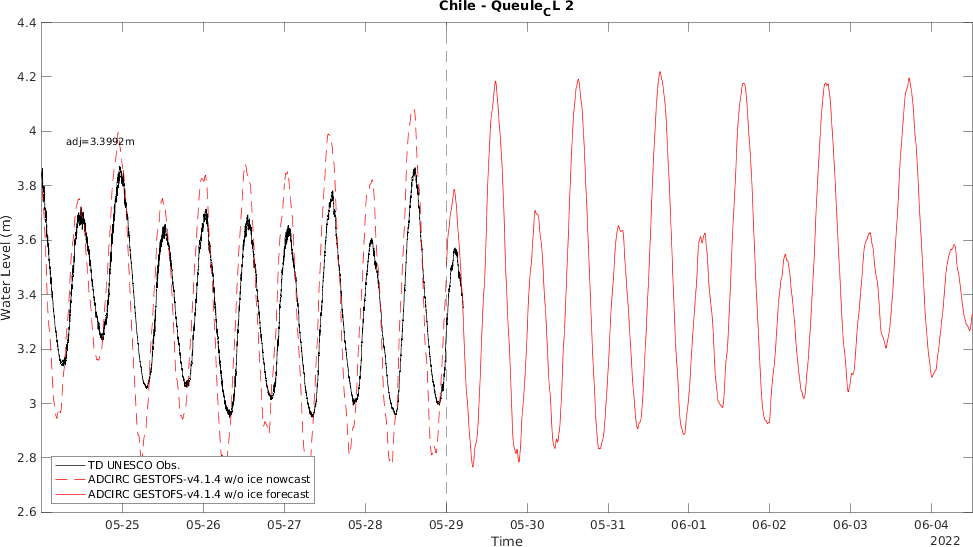 Chile - Queule_CL 2
4.4
4.2
4
3.8
3.6
3.4
3.2
3
2.8
2.6
Water Level (m)
adj=3.3992m
TD UNESCO Obs.
ADCIRC GESTOFS-v4.1.4 w/o ice nowcast
ADCIRC GESTOFS-v4.1.4 w/o ice forecast
05-25 05-26 05-27 05-28 05-29 05-30 05-31 06-01 06-02 06-03 06-04
Time
2022